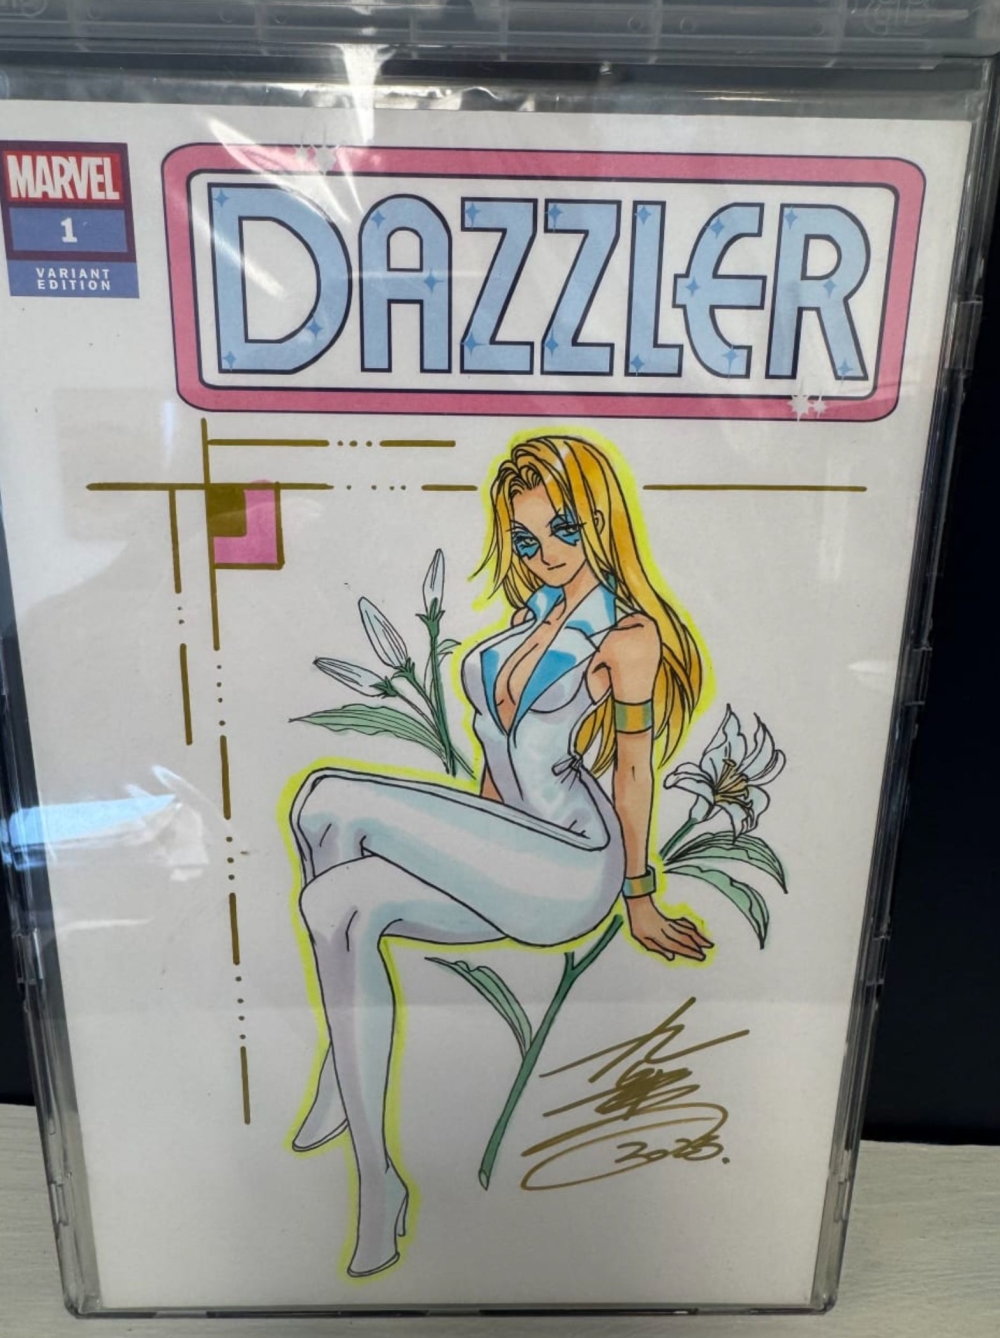 MARVEL
1
VARIANT
EDITION
DAZZLER